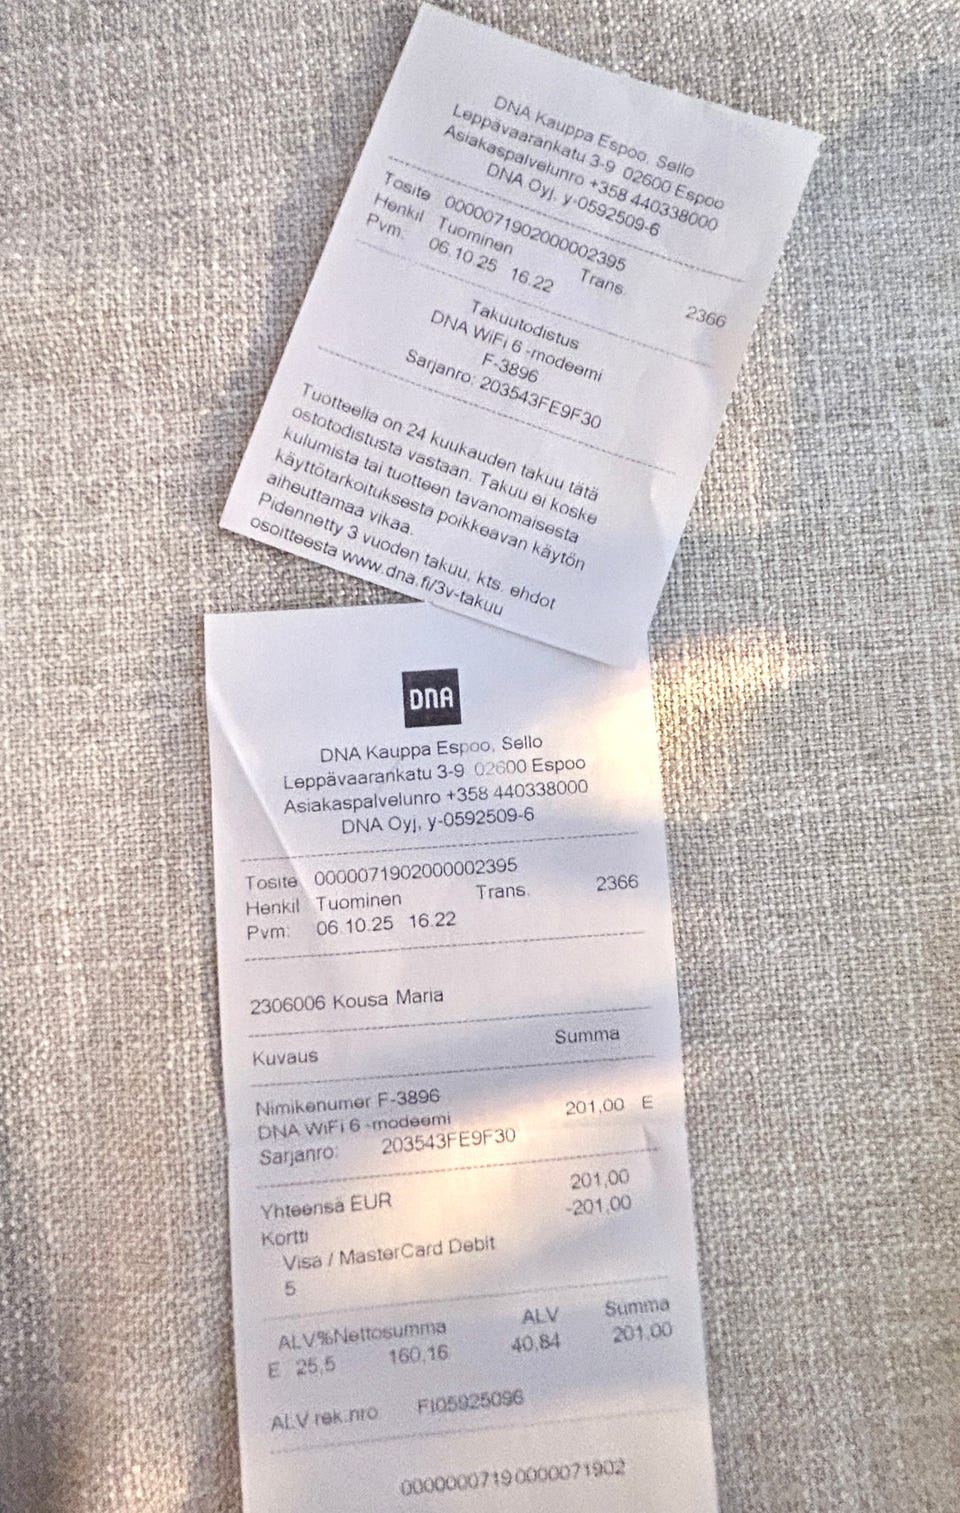 DNA Kauppa Espoo, Sello
Leppävaarankatu 3-9 02600 Espoo
Asiakaspalvelunro +358 440338000
DNA Oyj, y-0592509-6
Tosite 0000071902000002395
Henkil Tuominen Trans. 2366
Pvm: 06.10.25 16.22
Takuutodistus
DNA WiFi 6 -modeemi
F-3896
Sarjanro: 203543FE9F30
Tuotteella on 24 kuukauden takuu tätä
ostotodistusta vastaan. Takuu ei koske
kulumista tai tuotteen tavanomaisesta
käyttötarkoituksesta poikkeavan käytön
aiheuttamaa vikaa.
Pidennetty 3 vuoden takuu, kts. ehdot
osoitteesta www.dna.fi/3v-takuu
DNA
DNA Kauppa Espoo, Sello
Leppävaarankatu 3-9 02600 Espoo
Asiakaspalvelunro +358 440338000
DNA Oyj, y-0592509-6
Tosite 0000071902000002395
Henkil Tuominen Trans. 2366
Pvm: 06.10.25 16.22
2306006 Kousa Maria
Kuvaus Summa
Nimikenumer F-3896
DNA WiFi 6 -modeemi 201,00 E
Sarjanro: 203543FE9F30
Yhteensä EUR 201,00
Kortti -201,00
Visa / MasterCard Debit
5
ALV%Nettosumma ALV Summa
E 25,5 160,16 40,84 201,00
ALV rek.nro FI05925096
0000000719 0000071902